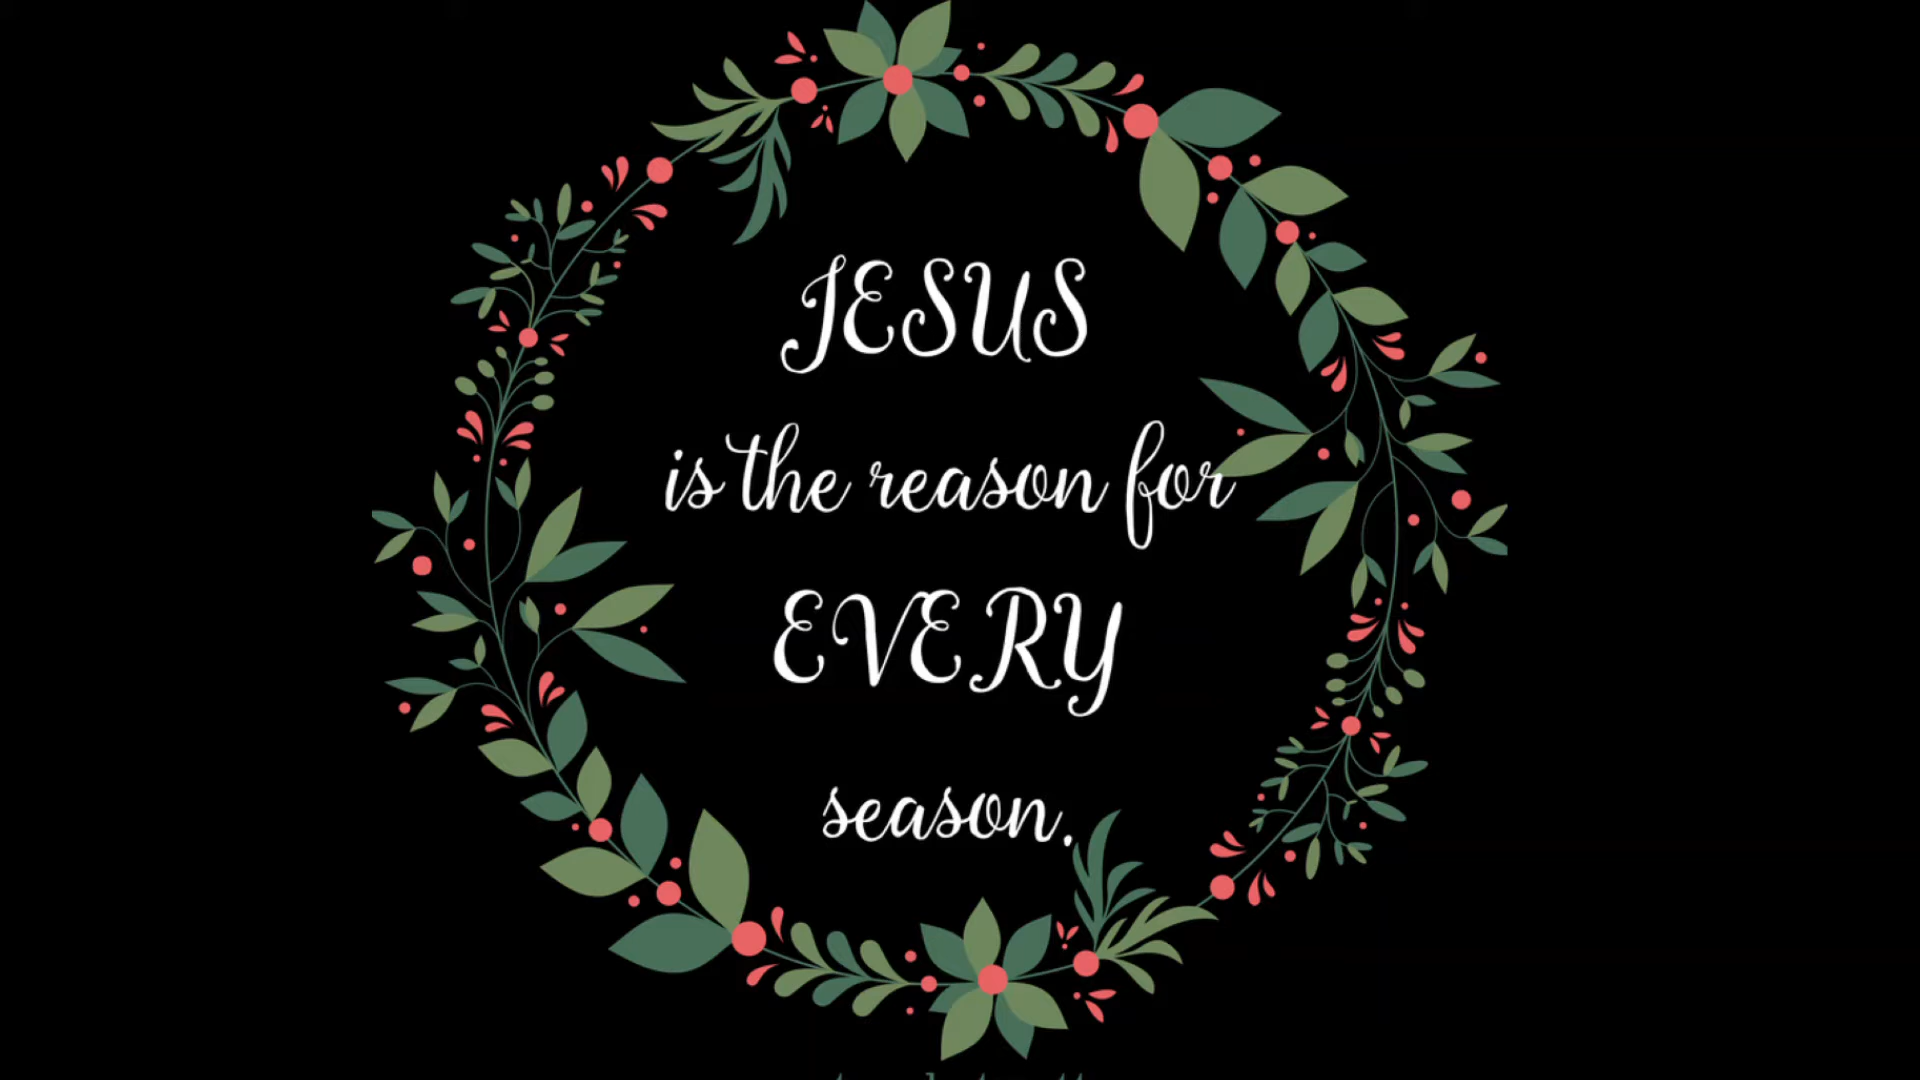 JESUS
is the reason for
EVERY
season.